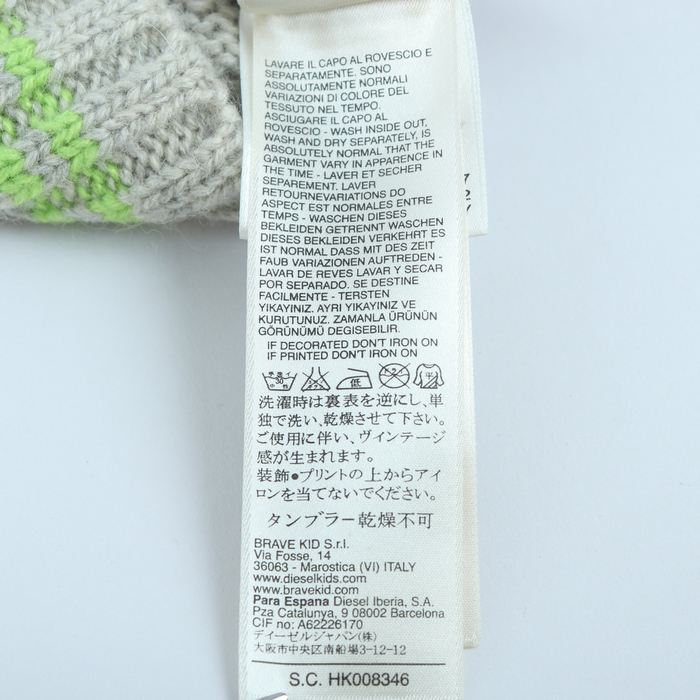 LAVARE IL CAPO AL ROVESCIO E
SEPARATAMENTE. SONO
ASSOLUTAMENTE NORMALI
VARIAZIONI DI COLORE DEL
TESSUTO NEL TEMPO.
ASCIUGARE IL CAPO AL
ROVESCIO - WASH INSIDE OUT,
WASH AND DRY SEPARATELY, IS
ABSOLUTELY NORMAL THAT THE
GARMENT VARY IN APPARENCE IN
THE TIME - LAVER ET SECHER
SEPAREMENT. LAVER
RETOURNEVARIATIONS DO
ASPECT EST NORMALES ENTRE
TEMPS - WASCHEN DIESES
BEKLEIDEN GETRENNT WASCHEN
DIESES BEKLEIDEN VERKEHRT ES
IST NORMAL DASS MIT DES ZEIT
FAUB VARIAZIONEN AUFTREDEN -
LAVAR DE REVES LAVAR Y SECAR
POR SEPARADO. SE DESTINE
FACILMENTE - TERSTEN
YIKAYINIZ. AYRI YIKAYINIZ VE
KURUTUNUZ. ZAMANLA ÜRÜNÜN
GÖRÜNÜMÜ DEGISEBILIR.
IF DECORATED DON'T IRON ON
IF PRINTED DON'T IRON ON
30 低
洗濯時は裏表を逆にし、単
独で洗い、乾燥させて下さい。
ご使用に伴い、ヴィンテージ
感が生まれます。
装飾●プリントの上からアイ
ロンを当てないでください。
タンブラー乾燥不可
BRAVE KID S.r.l.
Via Fosse, 14
36063 - Marostica (VI) ITALY
www.dieselkids.com
www.bravekid.com
Para Espana Diesel Iberia, S.A.
Pza Catalunya, 9 08002 Barcelona
CIF no: A62226170
ディーゼルジャパン(株)
大阪市中央区南船場3-12-12
S.C. HK008346